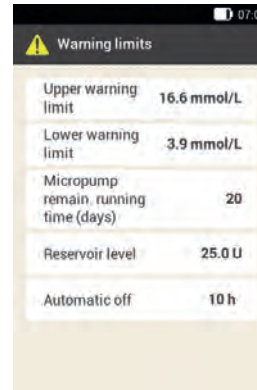 07:0
Warning limits
Upper warning
limit
16.6 mmol/L
Lower warning
limit
3.9 mmol/L
Micropump
remain. running
time (days)
20
Reservoir level
25.0 U
Automatic off
10 h